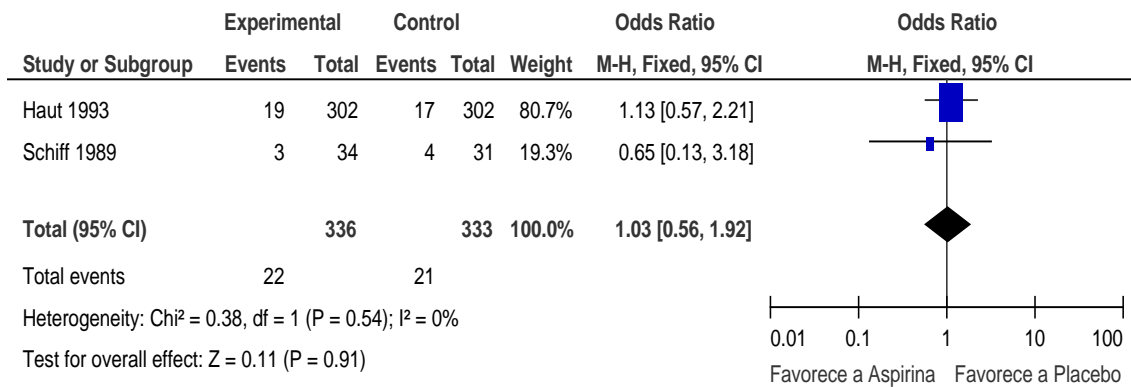 Experimental Control Odds Ratio Odds Ratio
Study or Subgroup Events Total Events Total Weight M-H, Fixed, 95% CI M-H, Fixed, 95% CI
Haut 1993 19 302 17 302 80.7% 1.13 [0.57, 2.21]
Schiff 1989 3 34 4 31 19.3% 0.65 [0.13, 3.18]
Total (95% CI) 336 333 100.0% 1.03 [0.56, 1.92]
Total events 22 21
Heterogeneity: Chi² = 0.38, df = 1 (P = 0.54); I² = 0%
Test for overall effect: Z = 0.11 (P = 0.91)
0.01 0.1 1 10 100
Favorece a Aspirina Favorece a Placebo